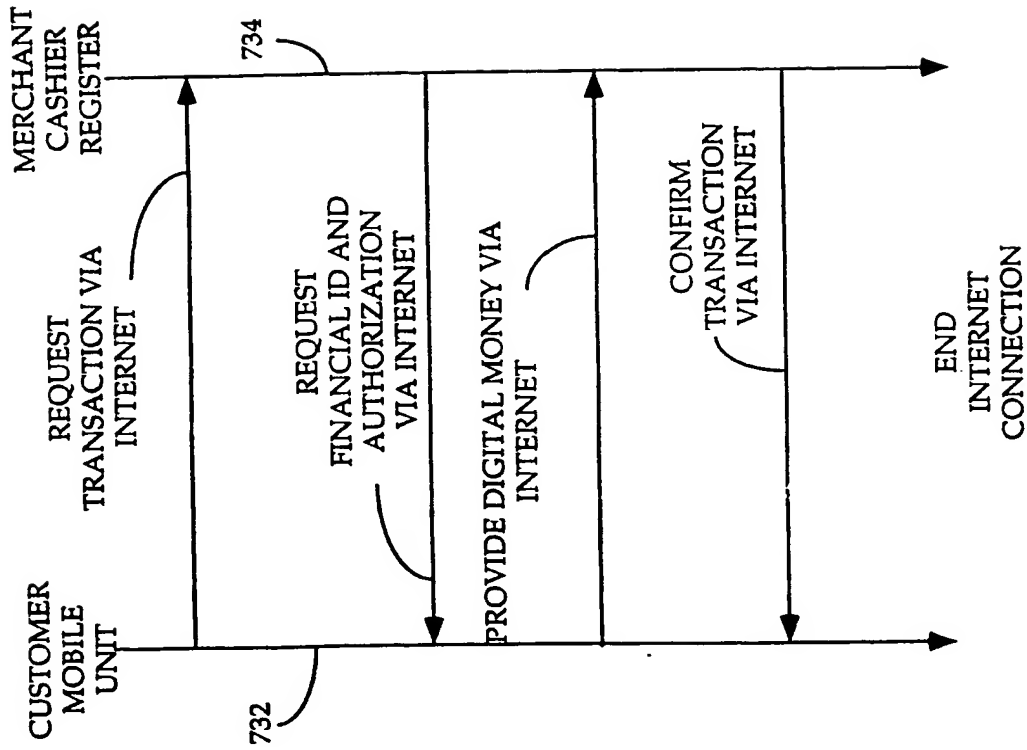 CUSTOMER
MOBILE
UNIT
MERCHANT
CASHIER
REGISTER
732
734
REQUEST
TRANSACTION VIA
INTERNET
REQUEST
FINANCIAL ID AND
AUTHORIZATION
VIA INTERNET
PROVIDE DIGITAL MONEY VIA
INTERNET
CONFIRM
TRANSACTION
VIA INTERNET
END
INTERNET
CONNECTION